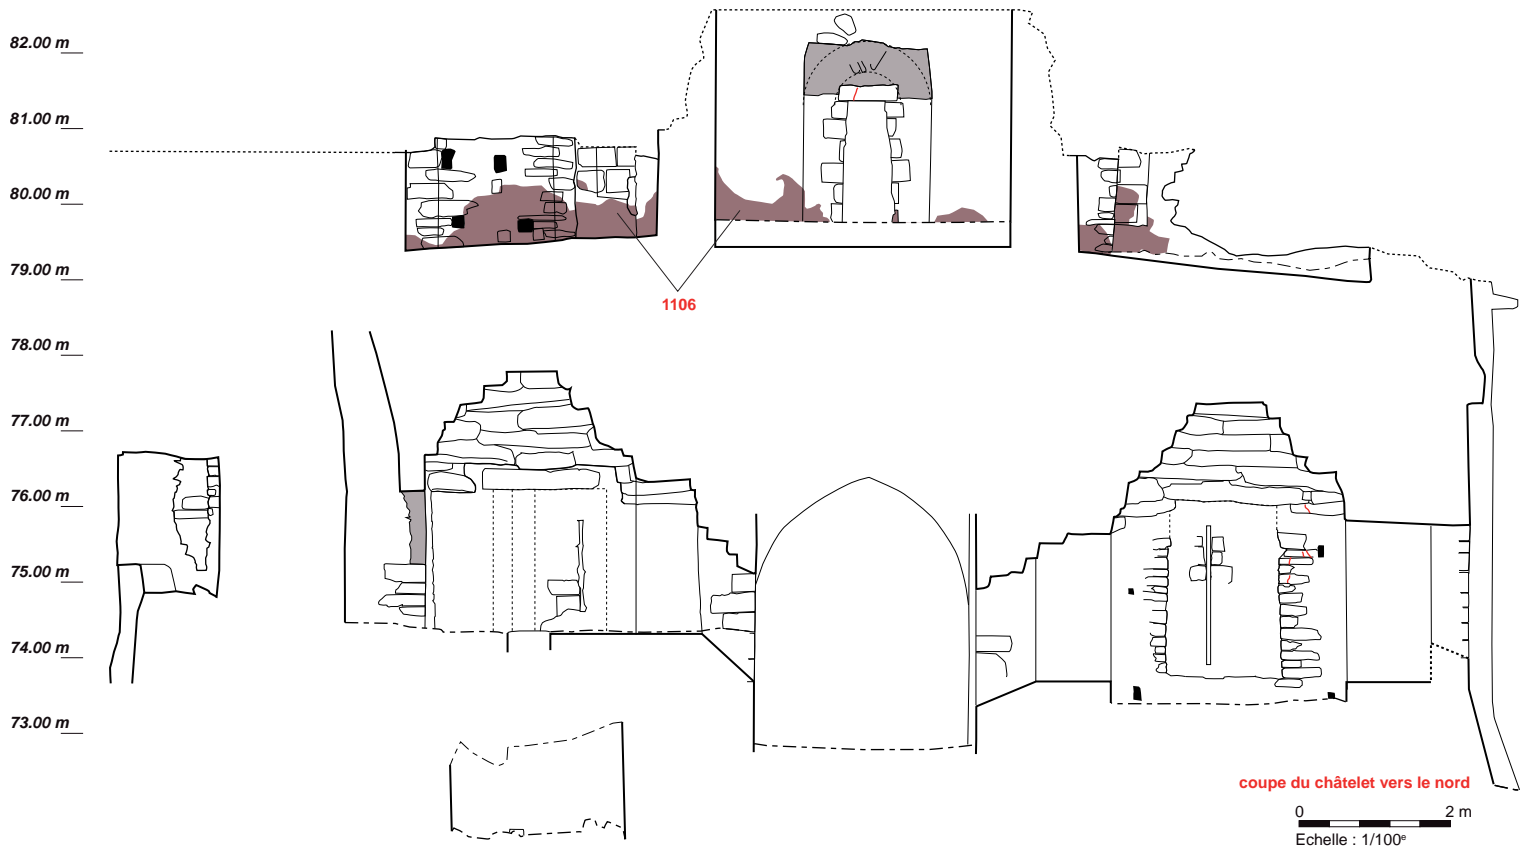 82.00 m
81.00 m
80.00 m
79.00 m
1106
78.00 m
77.00 m
76.00 m
75.00 m
74.00 m
73.00 m
coupe du châtelet vers le nord
0 2 m
Echelle : 1/100e